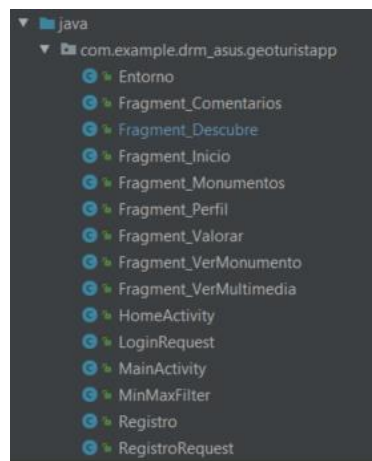 java
com.example.drm_asus.geoturistapp
Entorno
Fragment_Comentarios
Fragment_Descubre
Fragment_Inicio
Fragment_Monumentos
Fragment_Perfil
Fragment_Valorar
Fragment_VerMonumento
Fragment_VerMultimedia
HomeActivity
LoginRequest
MainActivity
MinMaxFilter
Registro
RegistroRequest